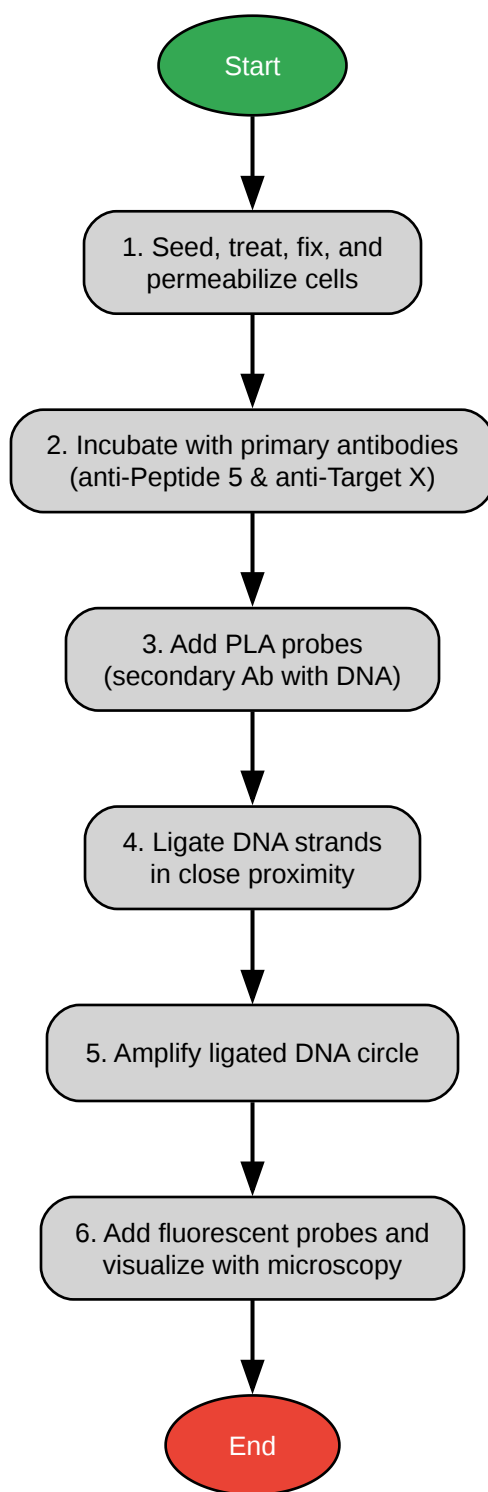 Start
1. Seed, treat, fix, and
permeabilize cells
2. Incubate with primary antibodies
(anti-Peptide 5 & anti-Target X)
3. Add PLA probes
(secondary Ab with DNA)
4. Ligate DNA strands
in close proximity
5. Amplify ligated DNA circle
6. Add fluorescent probes and
visualize with microscopy
End